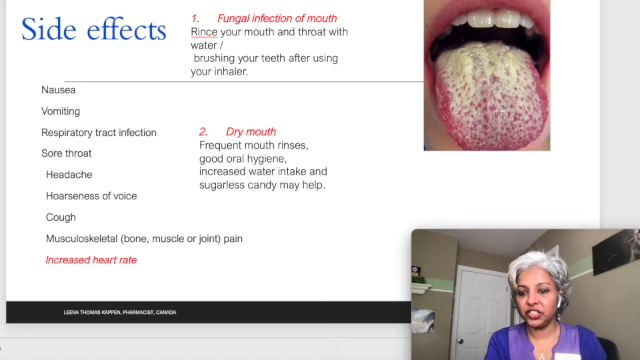 Side effects
1. Fungal infection of mouth
Rince your mouth and throat with
water /
brushing your teeth after using
your inhaler.
Nausea
Vomiting
Respiratory tract infection
Sore throat
Headache
Hoarseness of voice
Cough
Musculoskeletal (bone, muscle or joint) pain
Increased heart rate
2. Dry mouth
Frequent mouth rinses,
good oral hygiene,
increased water intake and
sugarless candy may help.
LEENA THOMAS KAPPEN, PHARMACIST, CANADA